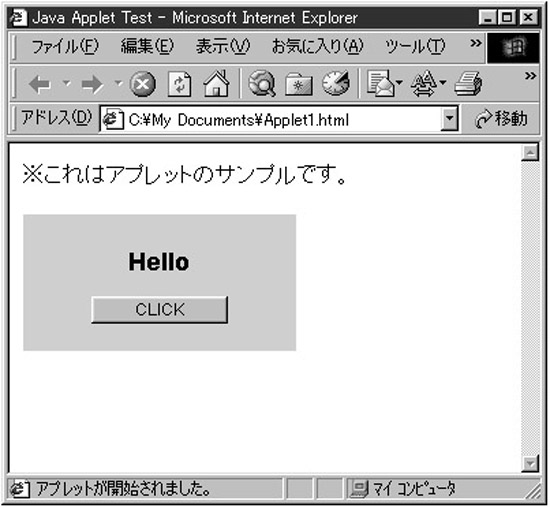 Java Applet Test - Microsoft Internet Explorer
ファイル(F) 編集(E) 表示(V) お気に入り(A) ツール(T) »
»
アドレス(D) C:¥My Documents¥Applet1.html 移動
※これはアプレットのサンプルです。
Hello
CLICK
アプレットが開始されました。 マイ コンピュータ